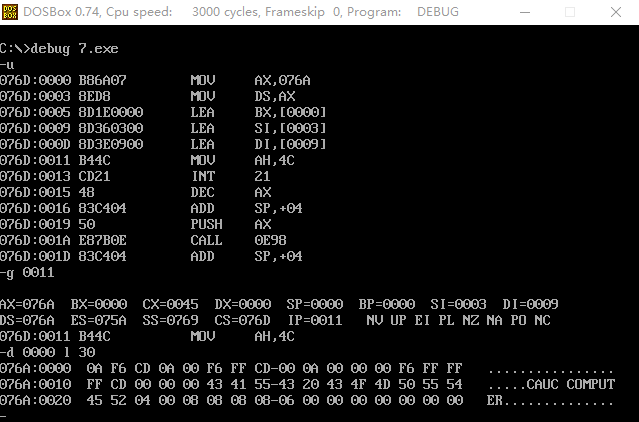 DOSBox 0.74, Cpu speed: 3000 cycles, Frameskip 0, Program: DEBUG
C:\>debug 7.exe
-u
076D:0000 B86A07 MOV AX,076A
076D:0003 8ED8 MOV DS,AX
076D:0005 8D1E0000 LEA BX,[0000]
076D:0009 8D360300 LEA SI,[0003]
076D:000D 8D3E0900 LEA DI,[0009]
076D:0011 B44C MOV AH,4C
076D:0013 CD21 INT 21
076D:0015 48 DEC AX
076D:0016 83C404 ADD SP,+04
076D:0019 50 PUSH AX
076D:001A E87B0E CALL 0E98
076D:001D 83C404 ADD SP,+04
-g 0011
AX=076A BX=0000 CX=0045 DX=0000 SP=0000 BP=0000 SI=0003 DI=0009
DS=076A ES=075A SS=0769 CS=076D IP=0011 NV UP EI PL NZ NA PO NC
076D:0011 B44C MOV AH,4C
-d 0000 l 30
076A:0000 0A F6 CD 0A 00 F6 FF CD-00 0A 00 00 00 F6 FF FF ................
076A:0010 FF CD 00 00 00 43 41 55-43 20 43 4F 4D 50 55 54 .....CAUC COMPUT
076A:0020 45 52 04 00 08 08 08 08-06 00 00 00 00 00 00 00 ER..............
-